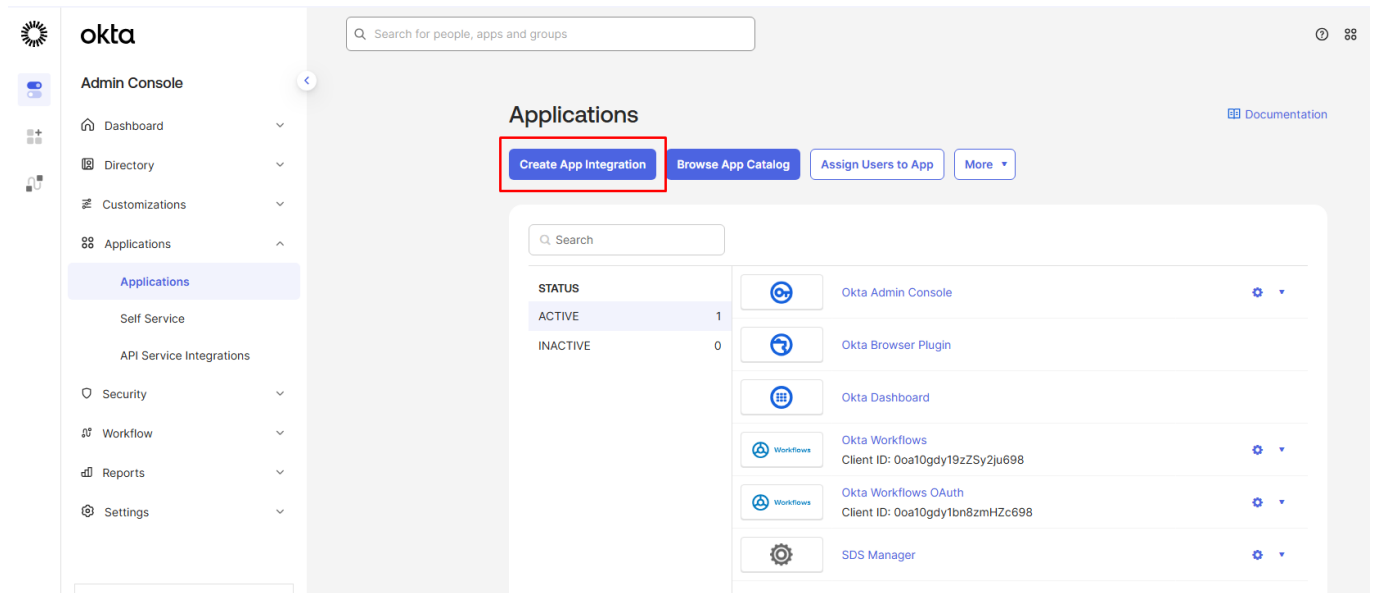 okta
Search for people, apps and groups
Admin Console
Dashboard
Directory
Customizations
Applications
Applications
Self Service
API Service Integrations
Security
Workflow
Reports
Settings
Applications
Documentation
Create App Integration
Browse App Catalog
Assign Users to App
More
Search
STATUS
ACTIVE 1
INACTIVE 0
Okta Admin Console
Okta Browser Plugin
Okta Dashboard
Workflows
Okta Workflows
Client ID: 0oa10gdy19zZSy2ju698
Workflows
Okta Workflows OAuth
Client ID: 0oa10gdy1bn8zmHZc698
SDS Manager